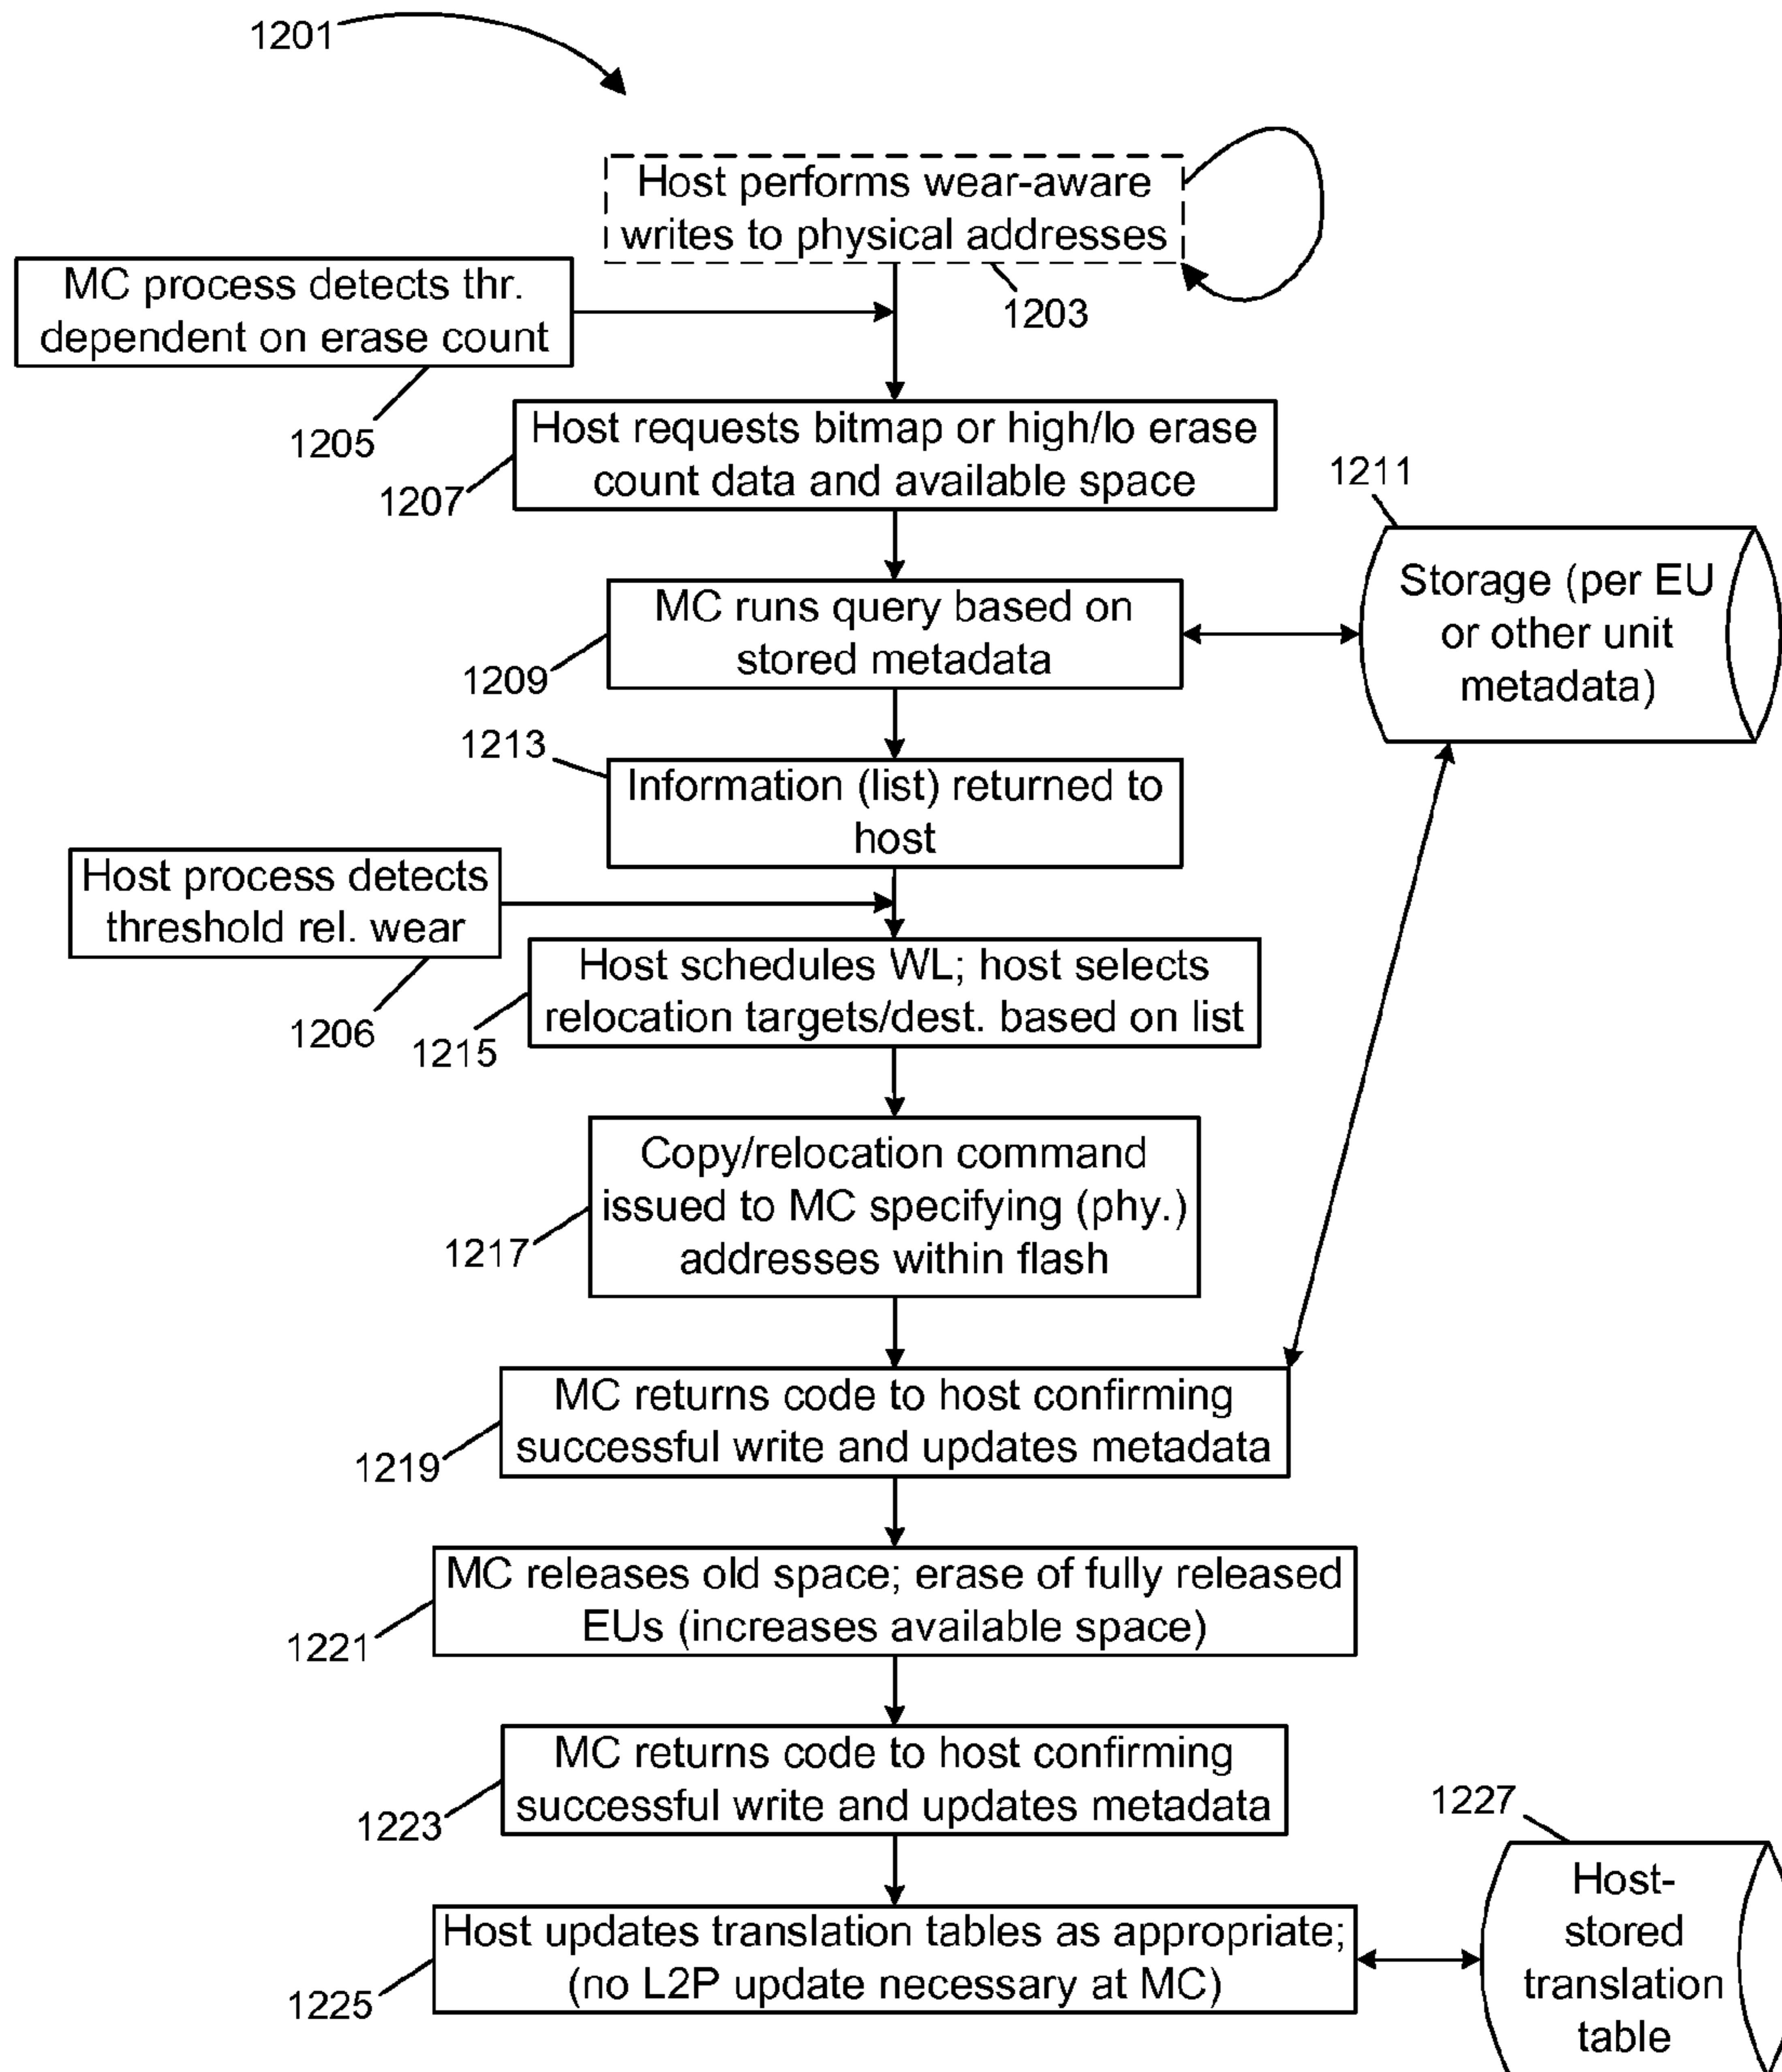 1201
Host performs wear-aware
writes to physical addresses
1203
MC process detects thr.
dependent on erase count
1205
Host requests bitmap or high/lo erase
count data and available space
1207
1211
Storage (per EU
or other unit
metadata)
MC runs query based on
stored metadata
1209
1213
Information (list) returned to
host
Host process detects
threshold rel. wear
1206
Host schedules WL; host selects
relocation targets/dest. based on list
1215
Copy/relocation command
issued to MC specifying (phy.)
addresses within flash
1217
MC returns code to host confirming
successful write and updates metadata
1219
MC releases old space; erase of fully released
EUs (increases available space)
1221
MC returns code to host confirming
successful write and updates metadata
1223
1227
Host-
stored
translation
table
Host updates translation tables as appropriate;
(no L2P update necessary at MC)
1225